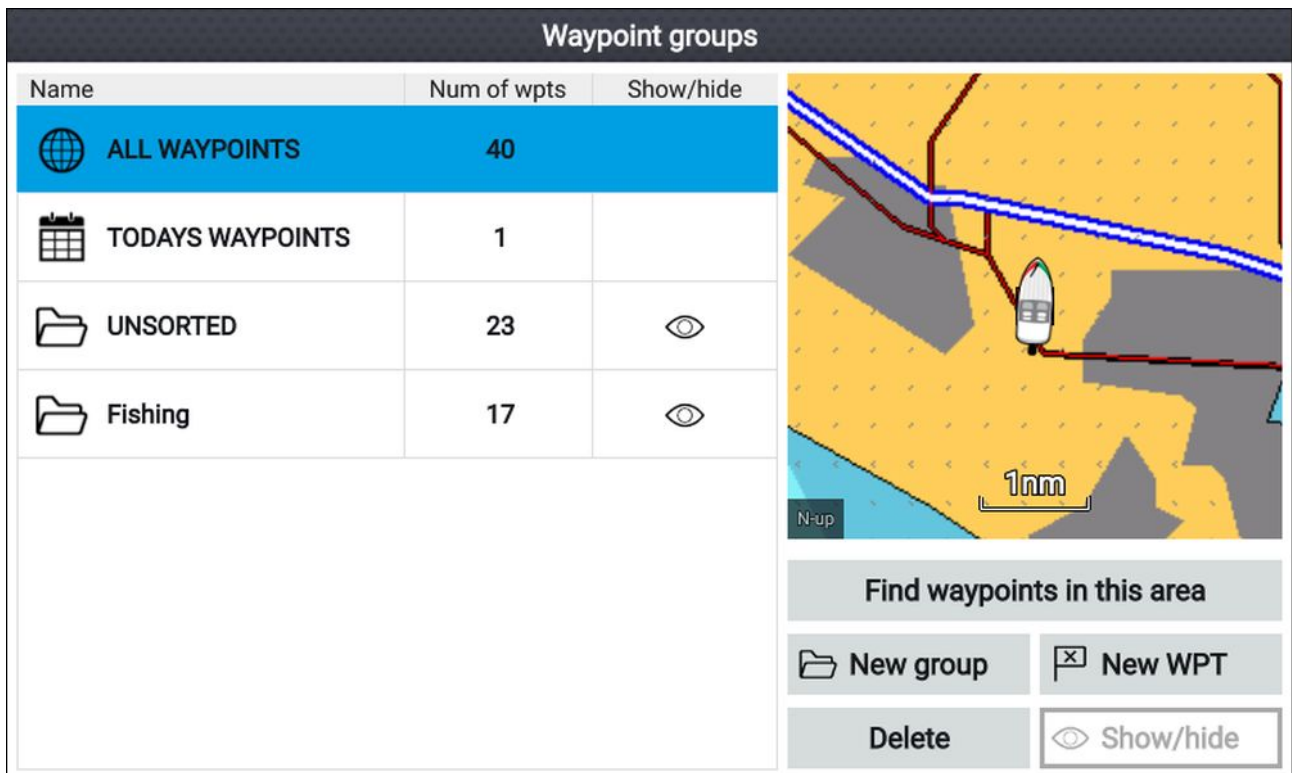 Waypoint groups
Name Num of wpts Show/hide
ALL WAYPOINTS 40
TODAYS WAYPOINTS 1
UNSORTED 23
Fishing 17
1nm
N-up
Find waypoints in this area
New group New WPT
Delete Show/hide